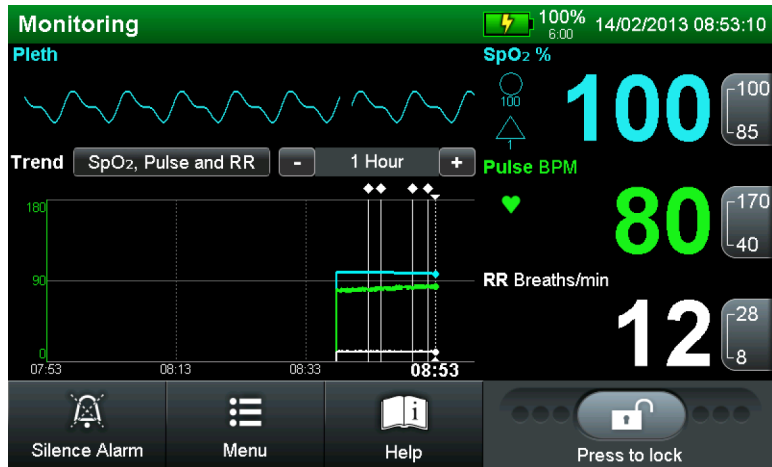 Monitoring
100%
6:00
14/02/2013 08:53:10
Pleth
SpO₂ %
100
1
100
100
85
Trend
SpO₂, Pulse and RR
-
1 Hour
+
Pulse BPM
80
170
40
180
90
0
07:53
08:13
08:33
08:53
RR Breaths/min
12
28
8
Silence Alarm
Menu
i
Help
Press to lock